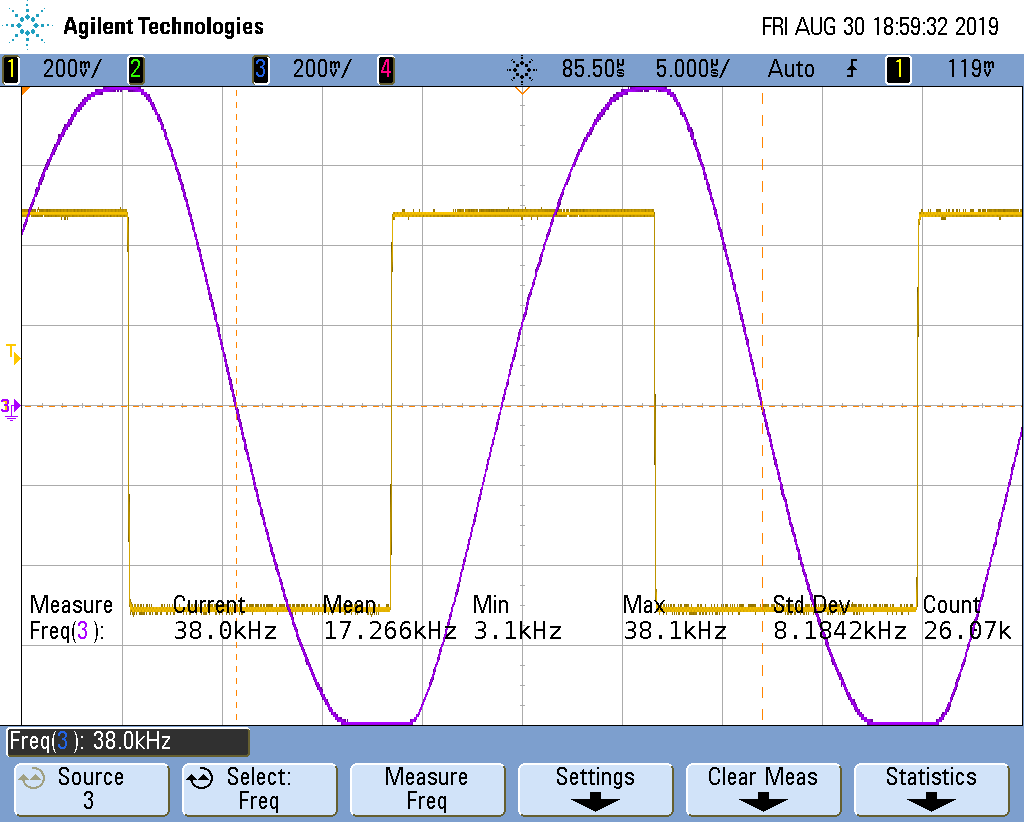 Agilent Technologies FRI AUG 30 18:59:32 2019
1 200mV/ 2 3 200mV/ 4 85.50µs 5.000µs/ Auto 1 119mV
T
3
Measure Current Mean Min Max Std Dev Count
Freq(3): 38.0kHz 17.266kHz 3.1kHz 38.1kHz 8.1842kHz 26.07k
Freq(3): 38.0kHz
Source Select: Measure Settings Clear Meas Statistics
3 Freq Freq